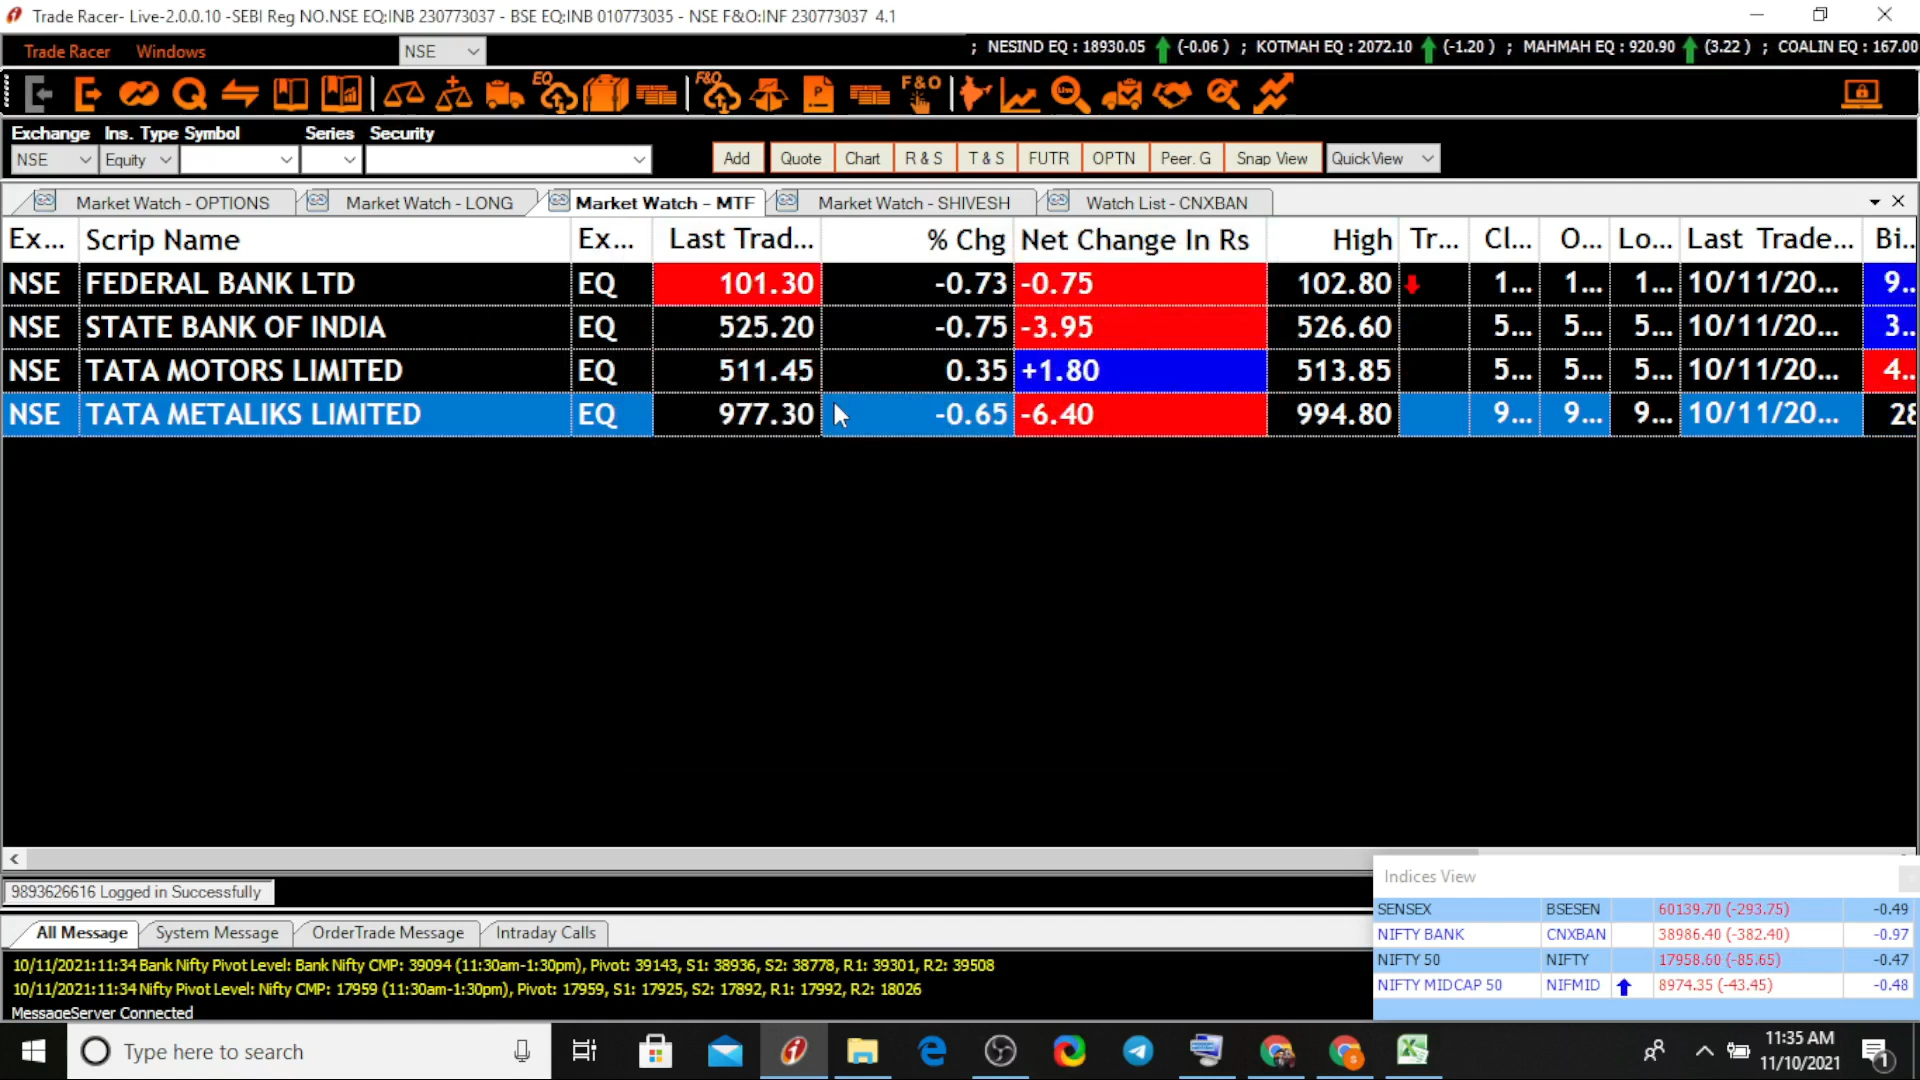 Trade Racer- Live-2.0.0.10 -SEBI Reg NO.NSE EQ:INB 230773037 - BSE EQ:INB 010773035 - NSE F&O:INF 230773037 4.1
Trade Racer Windows NSE ; NESIND EQ : 18930.05 (-0.06 ) ; KOTMAH EQ : 2072.10 (-1.20 ) ; MAHMAH EQ : 920.90 (3.22 ) ; COALIN EQ : 167.00
EQ F&O P F&O
Exchange Ins. Type Symbol Series Security
NSE Equity Add Quote Chart R & S T & S FUTR OPTN Peer. G Snap View QuickView
Market Watch - OPTIONS Market Watch - LONG Market Watch - MTF Market Watch - SHIVESH Watch List - CNXBAN
Ex... Scrip Name Ex... Last Trad... % Chg Net Change In Rs High Tr... Cl... O... Lo... Last Trade... Bi..
NSE FEDERAL BANK LTD EQ 101.30 -0.73 -0.75 102.80 1... 1... 1... 10/11/20... 9..
NSE STATE BANK OF INDIA EQ 525.20 -0.75 -3.95 526.60 5... 5... 5... 10/11/20... 3..
NSE TATA MOTORS LIMITED EQ 511.45 0.35 +1.80 513.85 5... 5... 5... 10/11/20... 4..
NSE TATA METALIKS LIMITED EQ 977.30 -0.65 -6.40 994.80 9... 9... 9... 10/11/20... 28
9893626616 Logged in Successfully
All Message System Message OrderTrade Message Intraday Calls
10/11/2021:11:34 Bank Nifty Pivot Level: Bank Nifty CMP: 39094 (11:30am-1:30pm), Pivot: 39143, S1: 38936, S2: 38778, R1: 39301, R2: 39508
10/11/2021:11:34 Nifty Pivot Level: Nifty CMP: 17959 (11:30am-1:30pm), Pivot: 17959, S1: 17925, S2: 17892, R1: 17992, R2: 18026
MessageServer Connected
Indices View
SENSEX BSESEN 60139.70 (-293.75) -0.49
NIFTY BANK CNXBAN 38986.40 (-382.40) -0.97
NIFTY 50 NIFTY 17958.60 (-85.65) -0.47
NIFTY MIDCAP 50 NIFMID 8974.35 (-43.45) -0.48
Type here to search
11:35 AM
11/10/2021
1